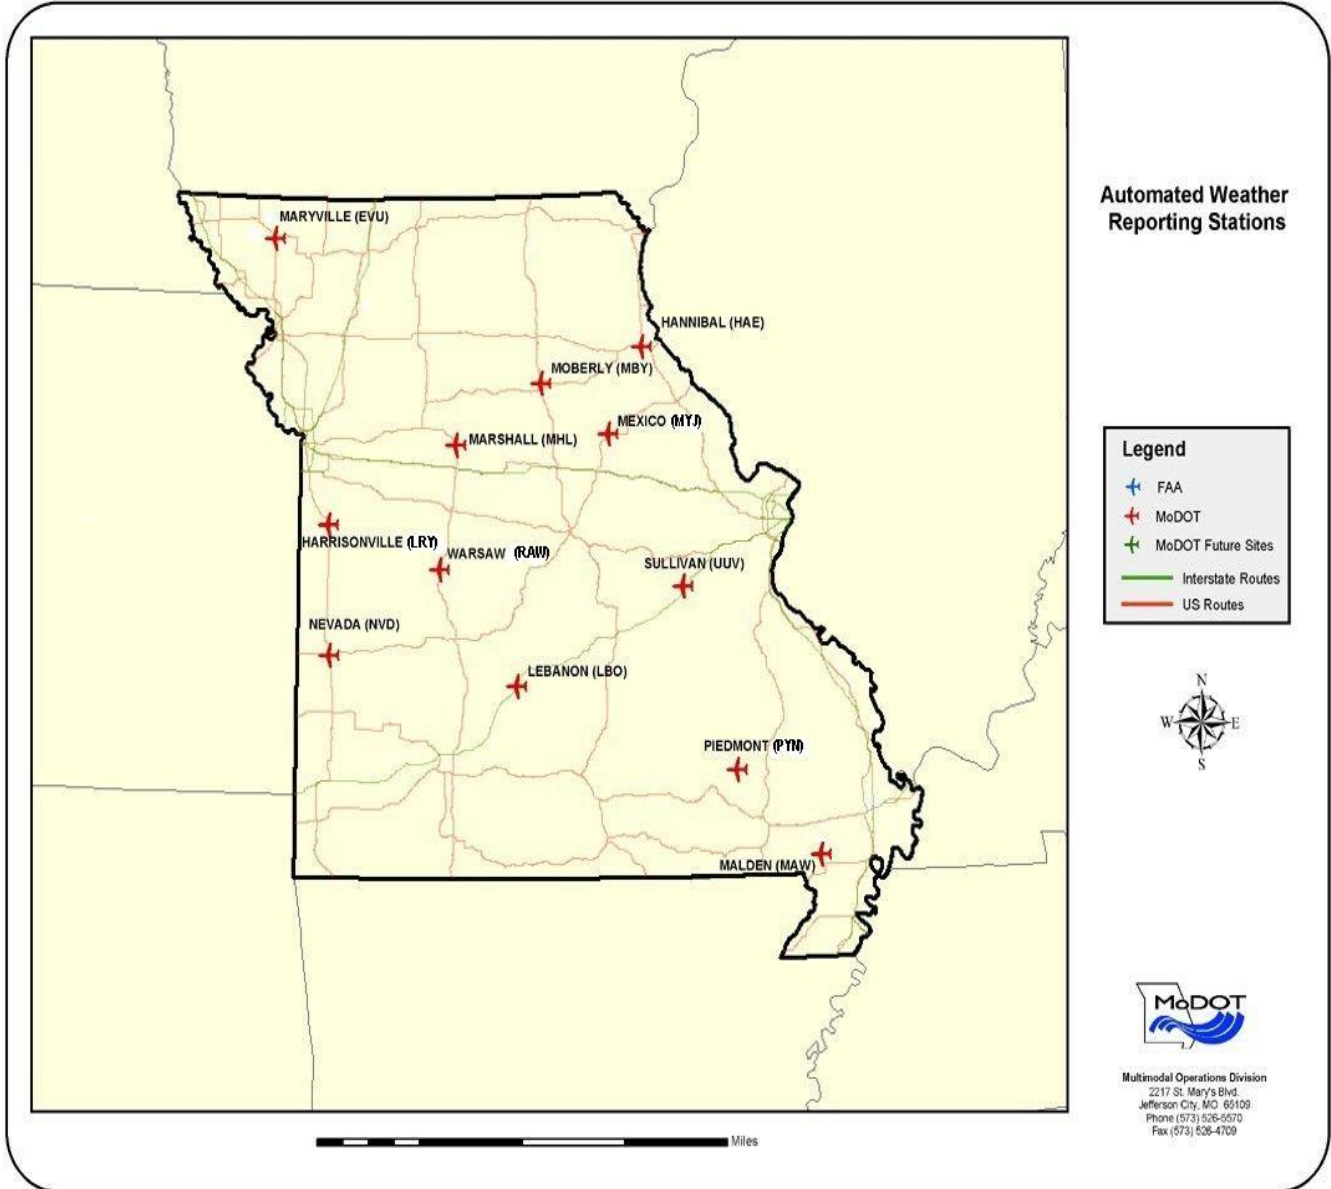 Automated Weather
Reporting Stations
MARYVILLE (EVU)
HANNIBAL (HAE)
MOBERLY (MBY)
MEXICO (MYJ)
MARSHALL (MHL)
HARRISONVILLE (LRY)
WARSAW (RAW)
SULLIVAN (UUV)
NEVADA (NVD)
LEBANON (LBO)
PIEDMONT (PYN)
MALDEN (MAW)
Legend
FAA
MoDOT
MoDOT Future Sites
Interstate Routes
US Routes
N
W
E
S
MoDOT
Multimodal Operations Division
2217 St. Mary's Blvd.
Jefferson City, MO 65109
Phone (573) 526-5570
Fax (573) 526-4709
Miles